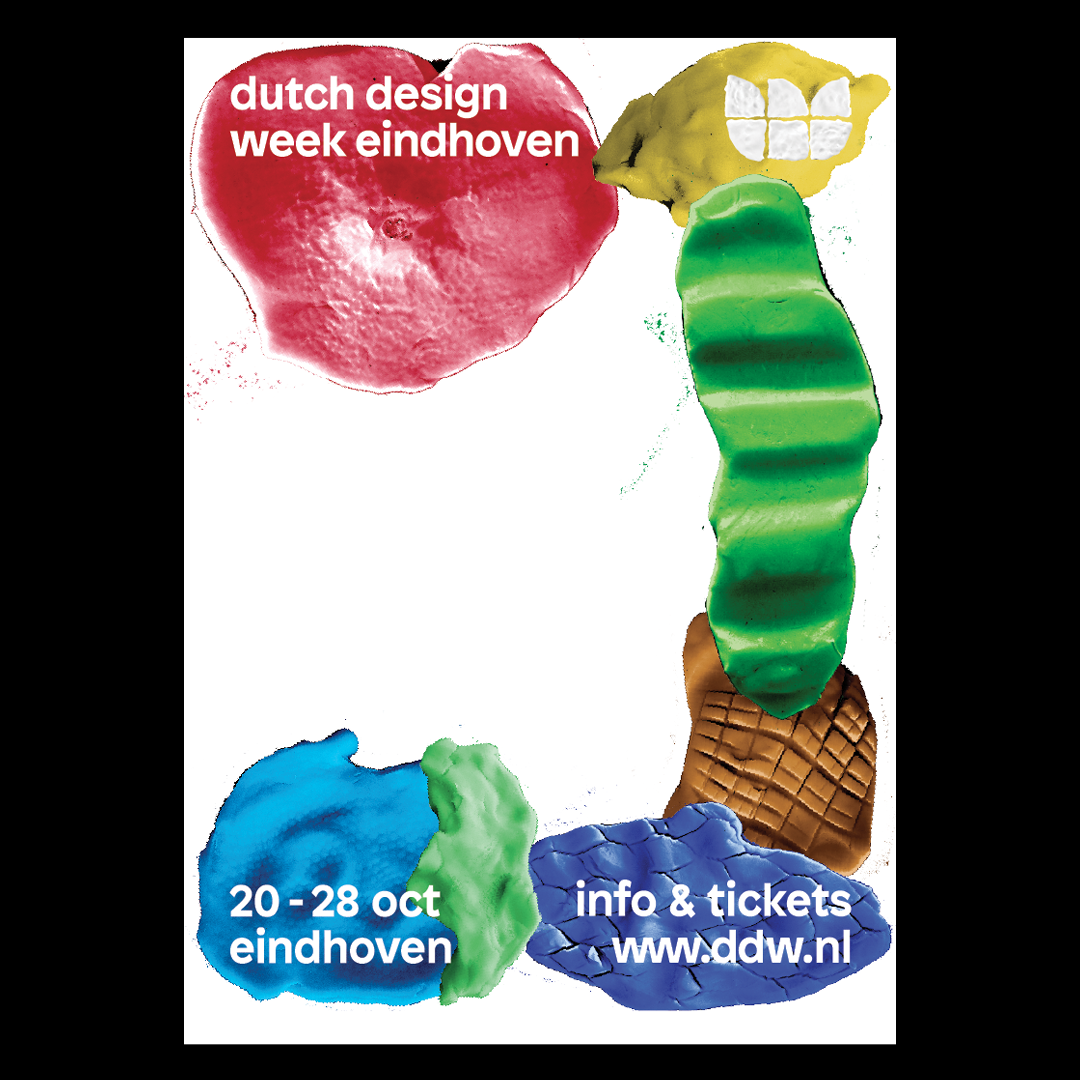 dutch design
week eindhoven
20 - 28 oct
eindhoven
info & tickets
www.ddw.nl